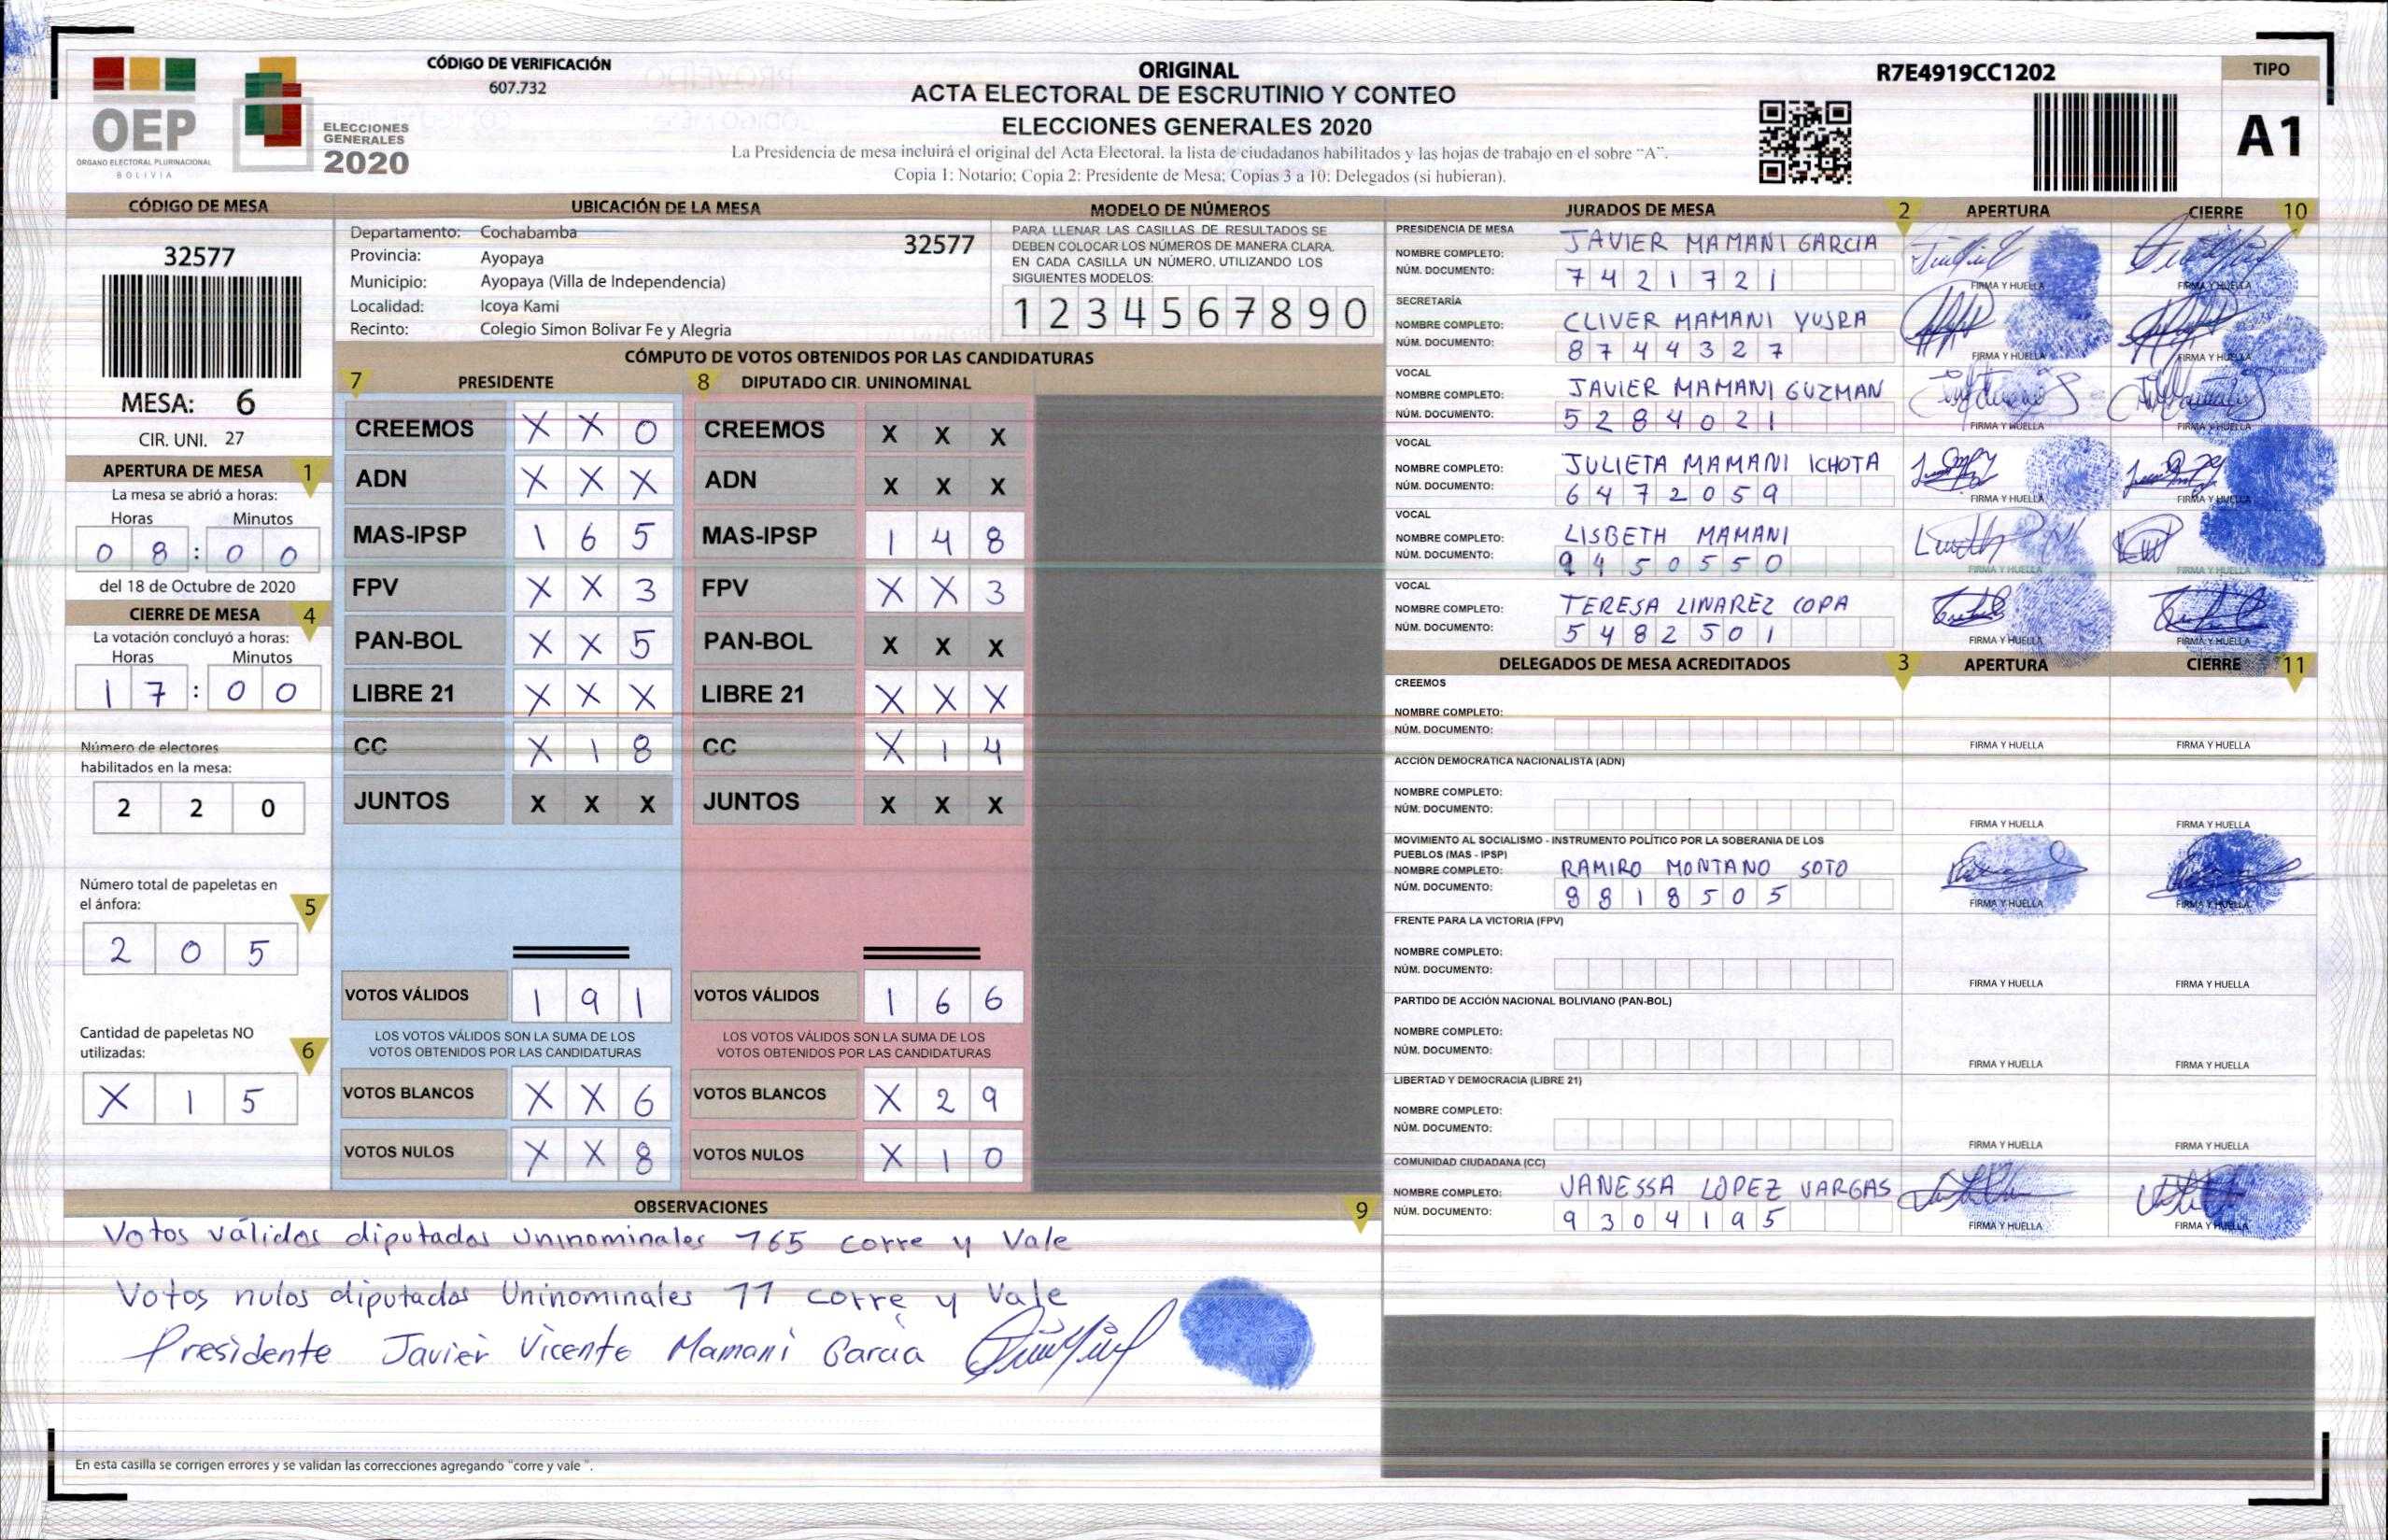 CÓDIGO DE VERIFICACIÓN
607.732
OEP
ÓRGANO ELECTORAL PLURINACIONAL
BOLIVIA
ELECCIONES
GENERALES
2020
ORIGINAL
ACTA ELECTORAL DE ESCRUTINIO Y CONTEO
ELECCIONES GENERALES 2020
La Presidencia de mesa incluirá el original del Acta Electoral, la lista de ciudadanos habilitados y las hojas de trabajo en el sobre "A".
Copia 1: Notario; Copia 2: Presidente de Mesa; Copias 3 a 10: Delegados (si hubieran).
R7E4919CC1202
TIPO
A1
CÓDIGO DE MESA
32577
MESA: 6
CIR. UNI. 27
APERTURA DE MESA 1
La mesa se abrió a horas:
Horas Minutos
0 8 : 0 0
del 18 de Octubre de 2020
CIERRE DE MESA 4
La votación concluyó a horas:
Horas Minutos
1 7 : 0 0
Número de electores
habilitados en la mesa:
2 2 0
Número total de papeletas en
el ánfora: 5
2 0 5
Cantidad de papeletas NO
utilizadas: 6
X 1 5
UBICACIÓN DE LA MESA
Departamento: Cochabamba 32577
Provincia: Ayopaya
Municipio: Ayopaya (Villa de Independencia)
Localidad: Icoya Kami
Recinto: Colegio Simon Bolivar Fe y Alegria
MODELO DE NÚMEROS
PARA LLENAR LAS CASILLAS DE RESULTADOS SE
DEBEN COLOCAR LOS NÚMEROS DE MANERA CLARA.
EN CADA CASILLA UN NÚMERO, UTILIZANDO LOS
SIGUIENTES MODELOS:
1 2 3 4 5 6 7 8 9 0
CÓMPUTO DE VOTOS OBTENIDOS POR LAS CANDIDATURAS
7 PRESIDENTE 8 DIPUTADO CIR. UNINOMINAL
CREEMOS X X 0 CREEMOS X X X
ADN X X X ADN X X X
MAS-IPSP 1 6 5 MAS-IPSP 1 4 8
FPV X X 3 FPV X X 3
PAN-BOL X X 5 PAN-BOL X X X
LIBRE 21 X X X LIBRE 21 X X X
CC X 1 8 CC X 1 4
JUNTOS X X X JUNTOS X X X
VOTOS VÁLIDOS 1 9 1 VOTOS VÁLIDOS 1 6 6
LOS VOTOS VÁLIDOS SON LA SUMA DE LOS LOS VOTOS VÁLIDOS SON LA SUMA DE LOS
VOTOS OBTENIDOS POR LAS CANDIDATURAS VOTOS OBTENIDOS POR LAS CANDIDATURAS
VOTOS BLANCOS X X 6 VOTOS BLANCOS X 2 9
VOTOS NULOS X X 8 VOTOS NULOS X 1 0
OBSERVACIONES 9
Votos válidos diputados Uninominales 165 corre y Vale
Votos nulos diputados Uninominales 11 corre y Vale
Presidente Javier Vicente Mamani Garcia
En esta casilla se corrigen errores y se validan las correcciones agregando "corre y vale ".
JURADOS DE MESA 2 APERTURA CIERRE 10
PRESIDENCIA DE MESA
NOMBRE COMPLETO: JAVIER MAMANI GARCIA
NÚM. DOCUMENTO: 7 4 2 1 7 2 1
FIRMA Y HUELLA FIRMA Y HUELLA
SECRETARÍA
NOMBRE COMPLETO: CLIVER MAMANI YUJRA
NÚM. DOCUMENTO: 8 7 4 4 3 2 7
FIRMA Y HUELLA FIRMA Y HUELLA
VOCAL
NOMBRE COMPLETO: JAVIER MAMANI GUZMAN
NÚM. DOCUMENTO: 5 2 8 4 0 2 1
FIRMA Y HUELLA FIRMA Y HUELLA
VOCAL
NOMBRE COMPLETO: JULIETA MAMANI ICHOTA
NÚM. DOCUMENTO: 6 4 7 2 0 5 9
FIRMA Y HUELLA FIRMA Y HUELLA
VOCAL
NOMBRE COMPLETO: LISBETH MAMANI
NÚM. DOCUMENTO: 9 4 5 0 5 5 0
FIRMA Y HUELLA FIRMA Y HUELLA
VOCAL
NOMBRE COMPLETO: TERESA LINAREZ COPA
NÚM. DOCUMENTO: 5 4 8 2 5 0 1
FIRMA Y HUELLA FIRMA Y HUELLA
DELEGADOS DE MESA ACREDITADOS 3 APERTURA CIERRE 11
CREEMOS
NOMBRE COMPLETO:
NÚM. DOCUMENTO:
FIRMA Y HUELLA FIRMA Y HUELLA
ACCIÓN DEMOCRÁTICA NACIONALISTA (ADN)
NOMBRE COMPLETO:
NÚM. DOCUMENTO:
FIRMA Y HUELLA FIRMA Y HUELLA
MOVIMIENTO AL SOCIALISMO - INSTRUMENTO POLÍTICO POR LA SOBERANIA DE LOS
PUEBLOS (MAS - IPSP)
NOMBRE COMPLETO: RAMIRO MONTANO SOTO
NÚM. DOCUMENTO: 8 8 1 8 5 0 5
FIRMA Y HUELLA FIRMA Y HUELLA
FRENTE PARA LA VICTORIA (FPV)
NOMBRE COMPLETO:
NÚM. DOCUMENTO:
FIRMA Y HUELLA FIRMA Y HUELLA
PARTIDO DE ACCIÓN NACIONAL BOLIVIANO (PAN-BOL)
NOMBRE COMPLETO:
NÚM. DOCUMENTO:
FIRMA Y HUELLA FIRMA Y HUELLA
LIBERTAD Y DEMOCRACIA (LIBRE 21)
NOMBRE COMPLETO:
NÚM. DOCUMENTO:
FIRMA Y HUELLA FIRMA Y HUELLA
COMUNIDAD CIUDADANA (CC)
NOMBRE COMPLETO: VANESSA LOPEZ VARGAS
NÚM. DOCUMENTO: 9 3 0 4 1 9 5
FIRMA Y HUELLA FIRMA Y HUELLA